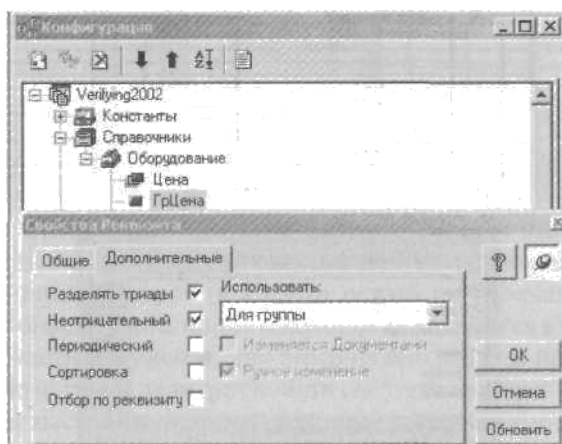 Конфигурация
Verifying2002
Константы
Справочники
Оборудование
Цена
ГрЦена
Свойства Реквизита
Общие Дополнительные
Разделять триады
Использовать:
Неотрицательный
Для группы
Периодический
Изменяется Документами
Сортировка
Ручное изменение
Отбор по реквизиту
OK
Отмена
Обновить